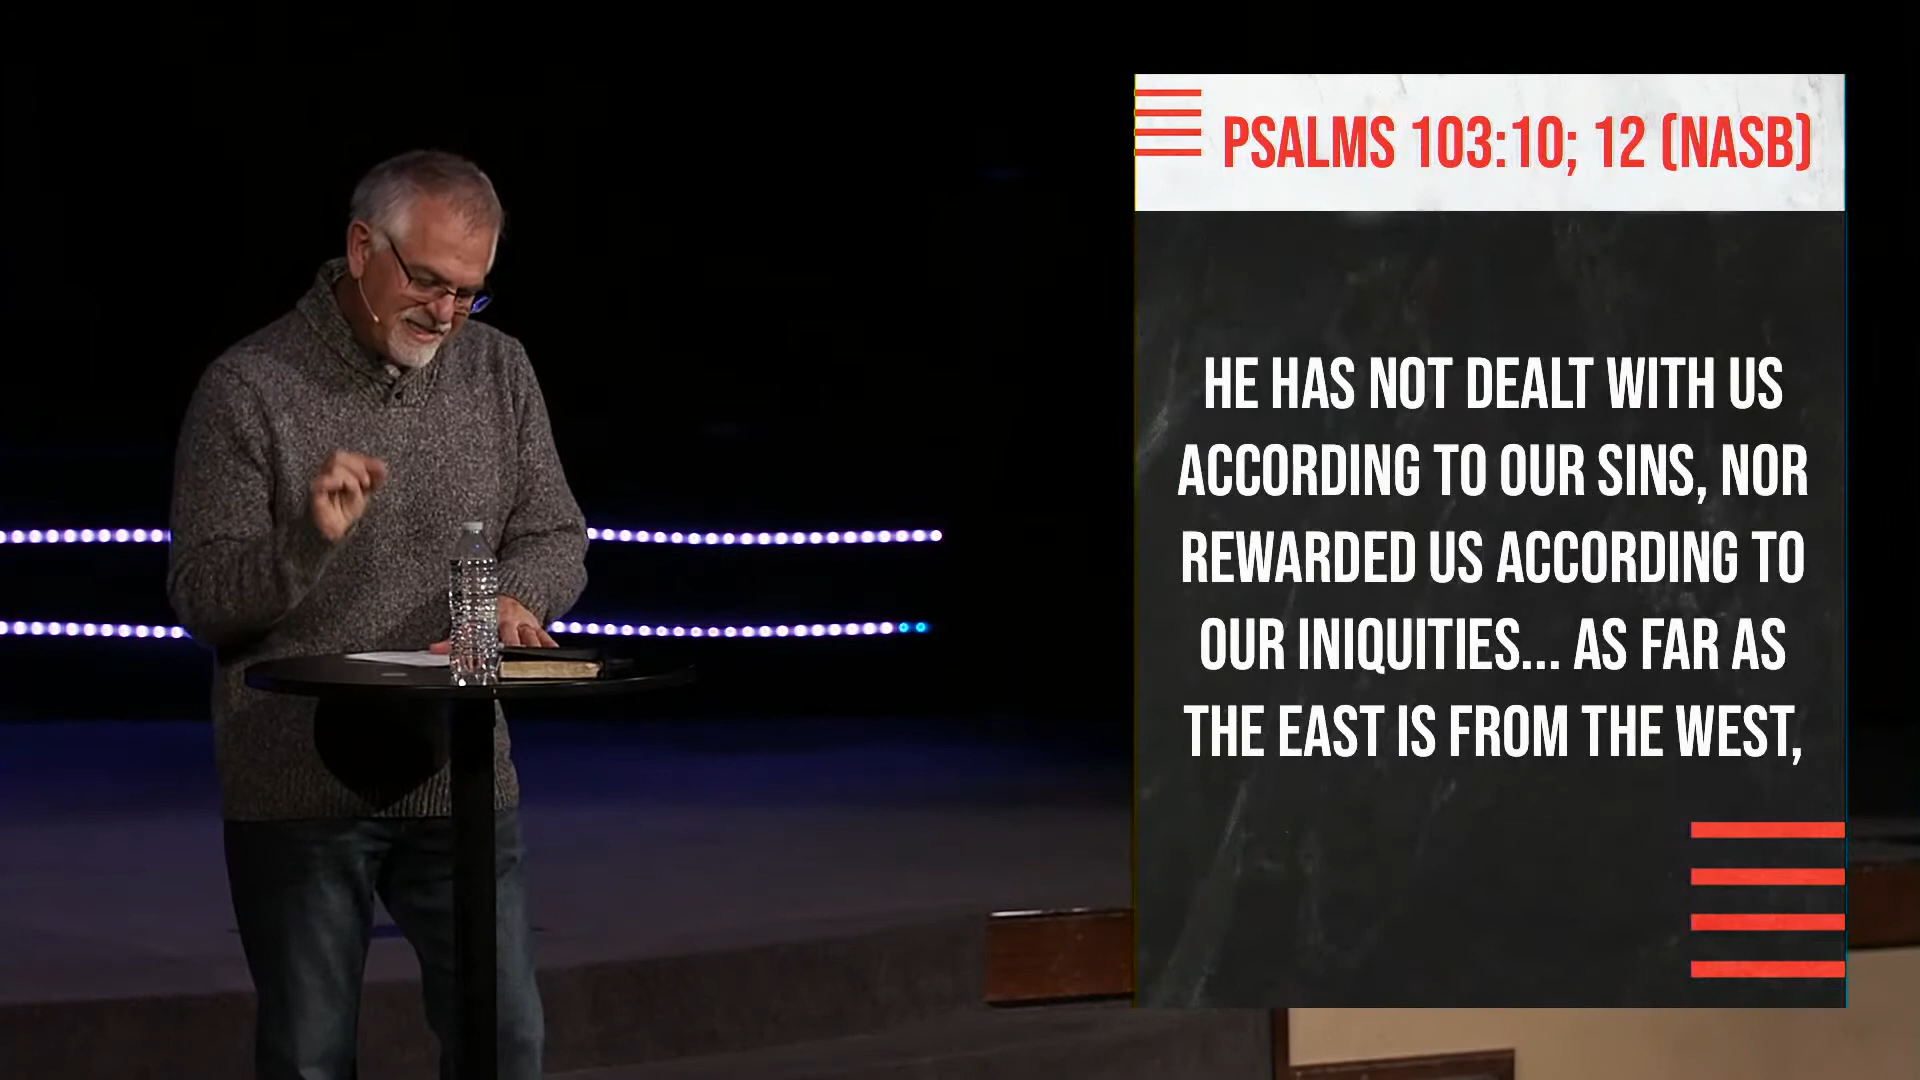 PSALMS 103:10; 12 (NASB)
HE HAS NOT DEALT WITH US
ACCORDING TO OUR SINS, NOR
REWARDED US ACCORDING TO
OUR INIQUITIES... AS FAR AS
THE EAST IS FROM THE WEST,